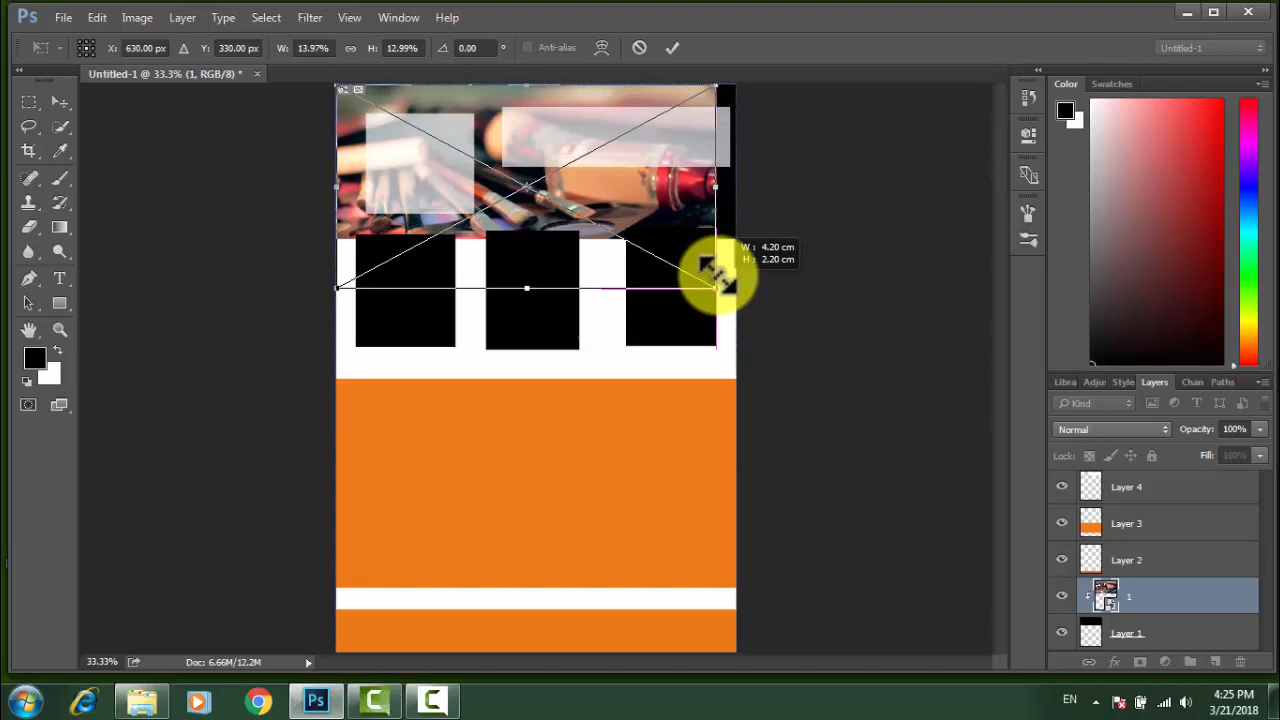 Ps File Edit Image Layer Type Select Filter View Window Help
X: 630.00 px Y: 330.00 px W: 13.97% H: 12.99% 0.00 ° Anti-alias Untitled-1
Untitled-1 @ 33.3% (1, RGB/8) * ×
Color Swatches
W : 4.20 cm
H : 2.20 cm
Libra Adjus Style Layers Chan Paths
Kind
Normal Opacity: 100%
Lock: Fill: 100%
Layer 4
Layer 3
Layer 2
1
Layer 1
33.33% Doc: 6.66M/12.2M
Ps EN 4:25 PM
3/21/2018